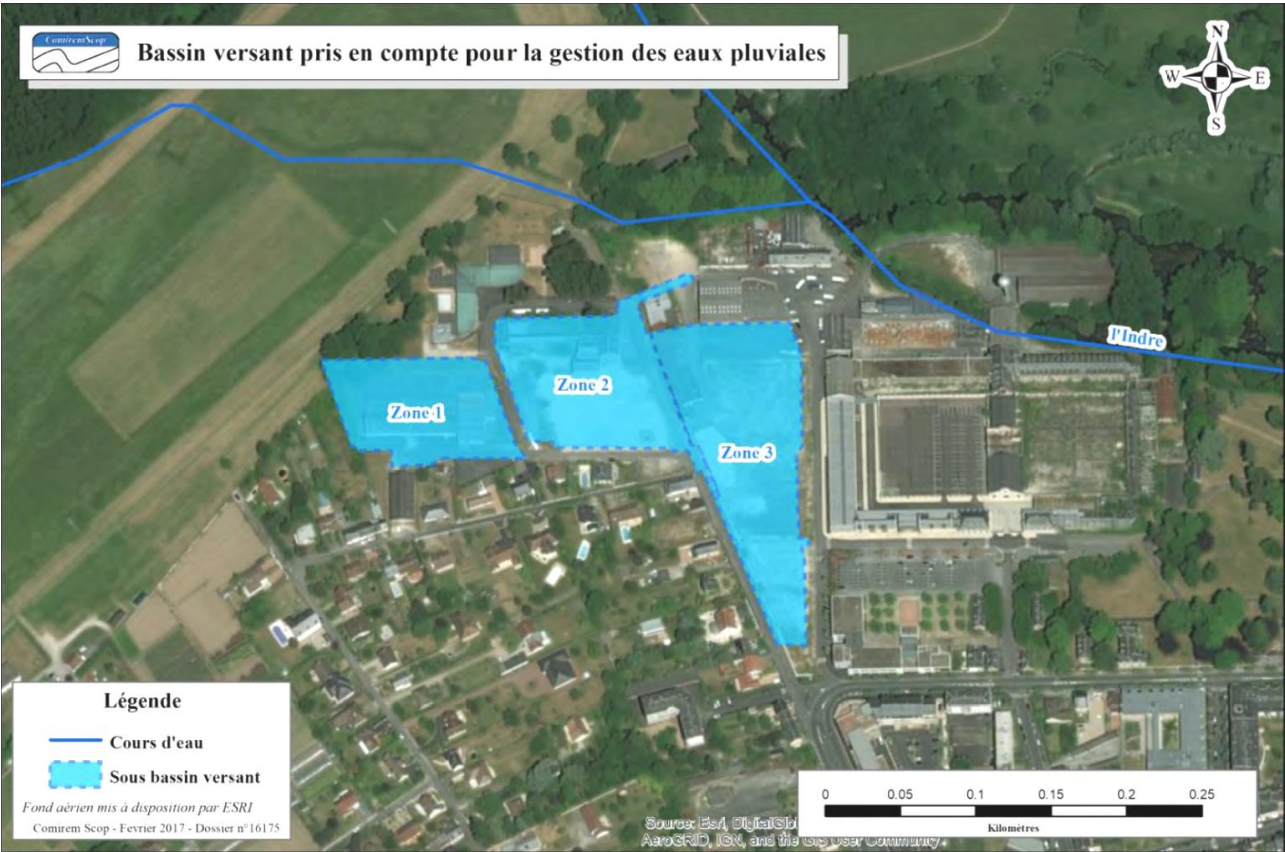 ComiremScop
Bassin versant pris en compte pour la gestion des eaux pluviales
N
W E
S
l'Indre
Zone 1
Zone 2
Zone 3
Légende
Cours d'eau
Sous bassin versant
Fond aérien mis à disposition par ESRI
Comirem Scop - Fevrier 2017 - Dossier n°16175
0 0.05 0.1 0.15 0.2 0.25
Kilomètres
Source: Esri, DigitalGlo
AeroGRID, IGN, and the GIS User Community